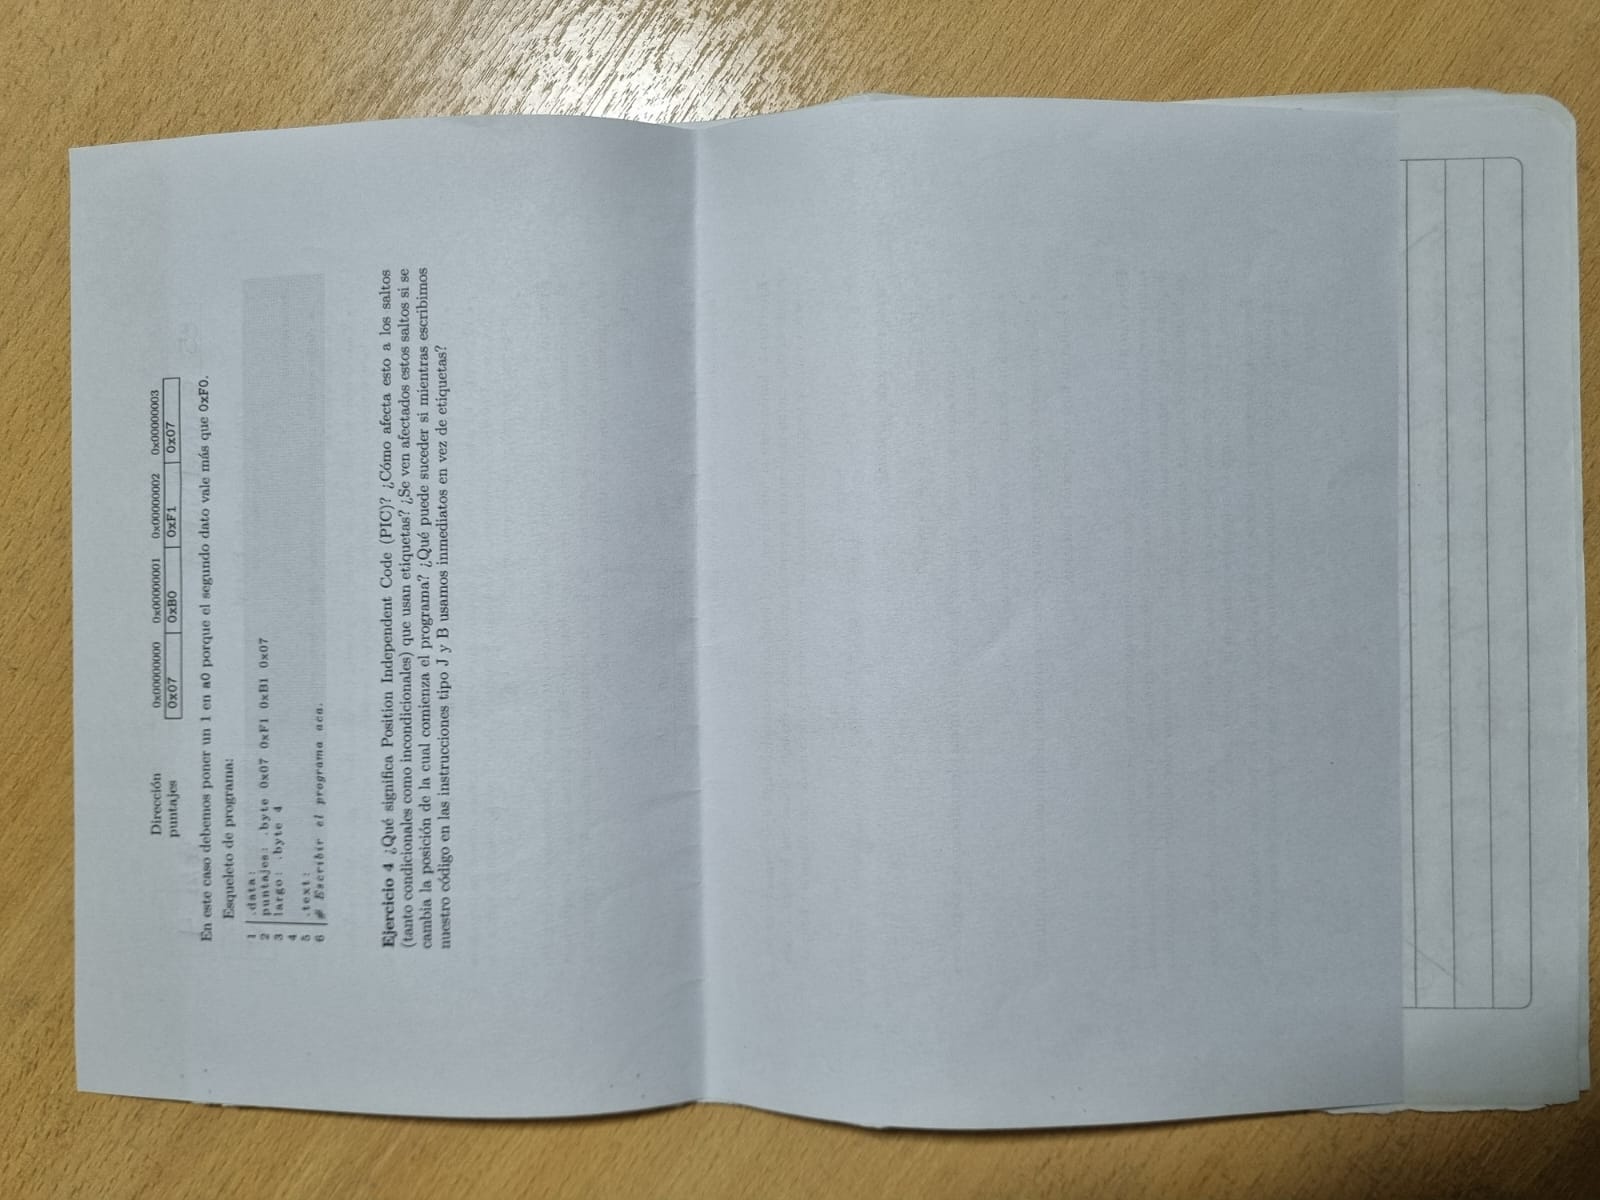 Dirección 0x00000000 0x00000001 0x00000002 0x00000003
puntajes 0x07 0xB0 0xF1 0x07
En este caso debemos poner un 1 en a0 porque el segundo dato vale más que 0xF0.
Esqueleto de programa:
1 .data:
2 puntajes: .byte 0x07 0xF1 0xB1 0x07
3 largo: .byte 4
4
5 .text:
6 # Escribir el programa aca.
Ejercicio 4 ¿Qué significa Position Independent Code (PIC)? ¿Cómo afecta esto a los saltos
(tanto condicionales como incondicionales) que usan etiquetas? ¿Se ven afectados estos saltos si se
cambia la posición de la cual comienza el programa? ¿Qué puede suceder si mientras escribimos
nuestro código en las instrucciones tipo J y B usamos inmediatos en vez de etiquetas?